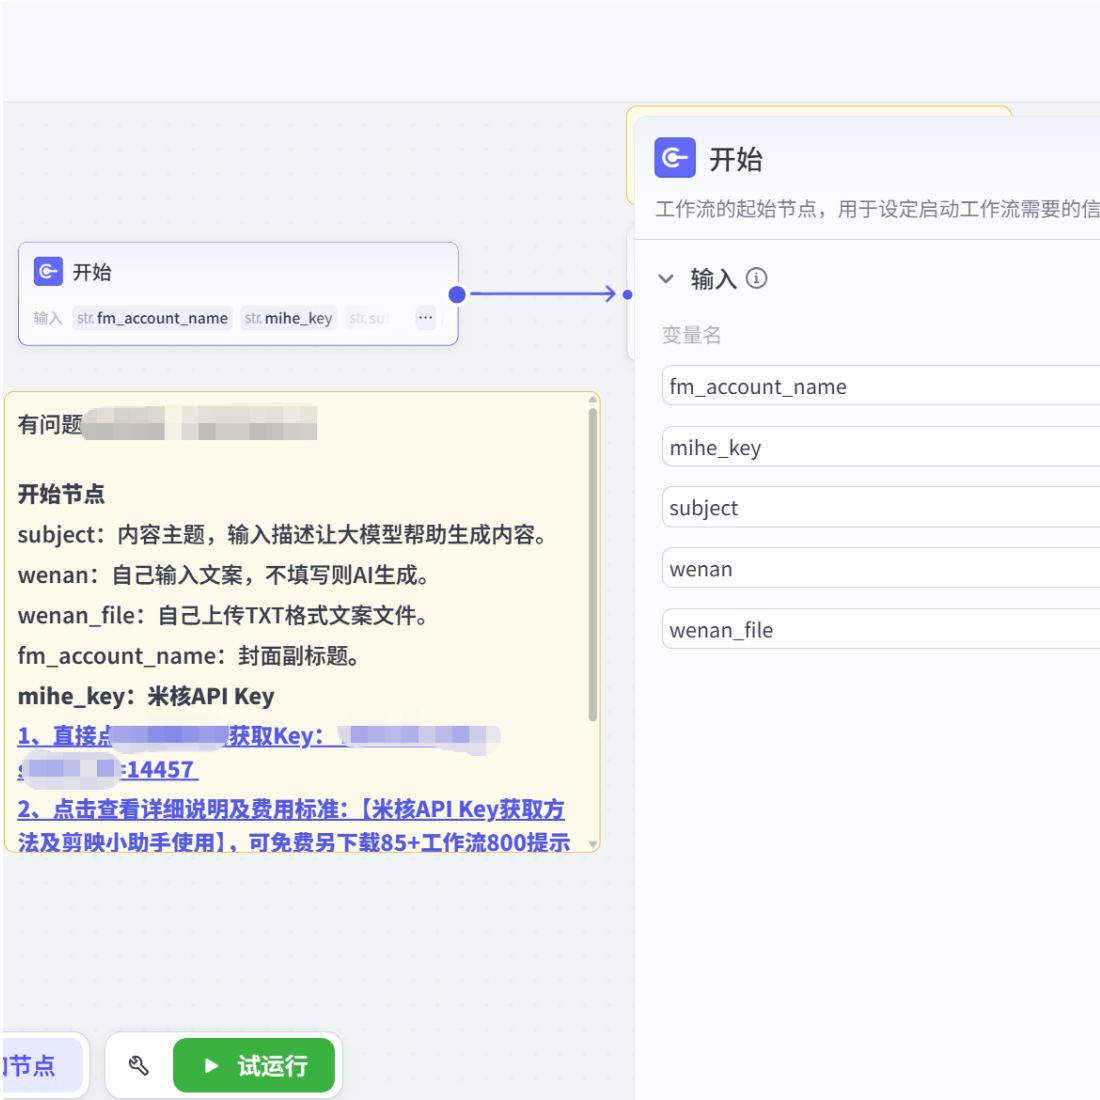 开始
输入 str. fm_account_name str. mihe_key str. su ...
有问题
开始节点
subject：内容主题，输入描述让大模型帮助生成内容。
wenan：自己输入文案，不填写则AI生成。
wenan_file：自己上传TXT格式文案文件。
fm_account_name：封面副标题。
mihe_key：米核API Key
1、直接点 获取Key：
=14457
2、点击查看详细说明及费用标准：【米核API Key获取方
法及剪映小助手使用】，可免费另下载85+工作流800提示
节点
试运行
开始
工作流的起始节点，用于设定启动工作流需要的信
输入
变量名
fm_account_name
mihe_key
subject
wenan
wenan_file